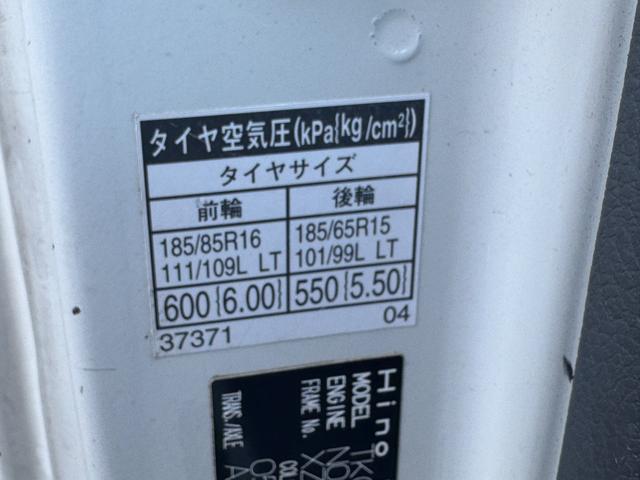 タイヤ空気圧(kPa{kg/cm²})
タイヤサイズ
前輪 後輪
185/85R16 185/65R15
111/109L LT 101/99L LT
600{6.00} 550{5.50}
37371 04
Hino
MODEL
ENGINE
FRAME No.
TRANS./AXLE